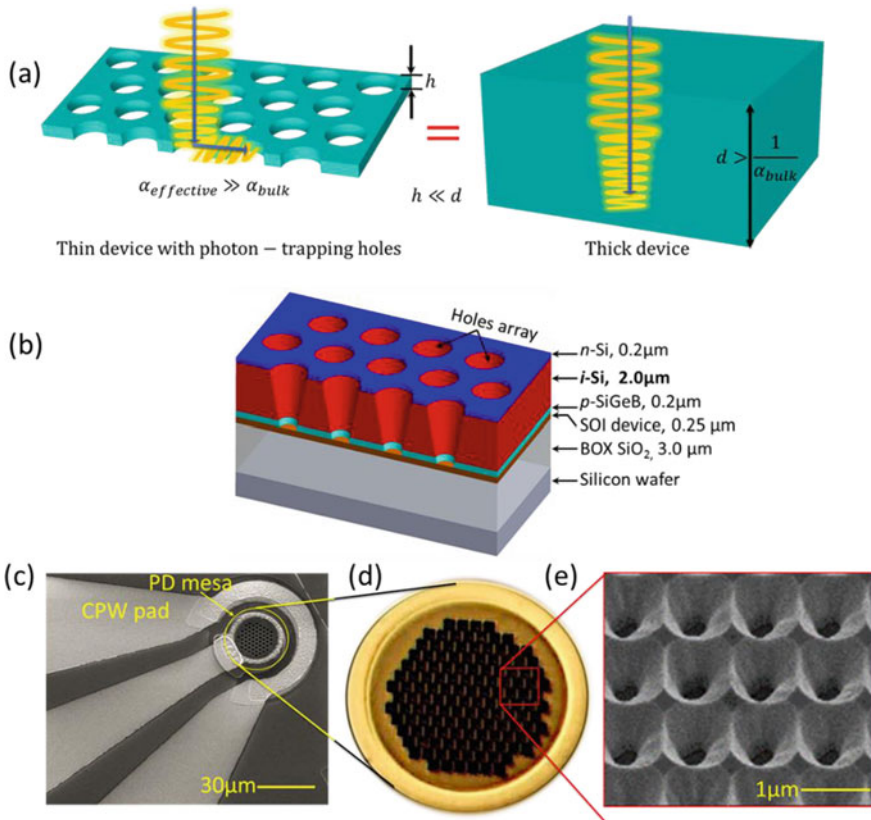 (a)
h
=
α_effective ≫ α_bulk
h ≪ d
d > 1/α_bulk
Thin device with photon − trapping holes
Thick device
(b)
Holes array
n-Si, 0.2μm
i-Si, 2.0μm
p-SiGeB, 0.2μm
SOI device, 0.25 μm
BOX SiO₂, 3.0 μm
Silicon wafer
(c)
PD mesa
CPW pad
30μm
(d)
(e)
1μm